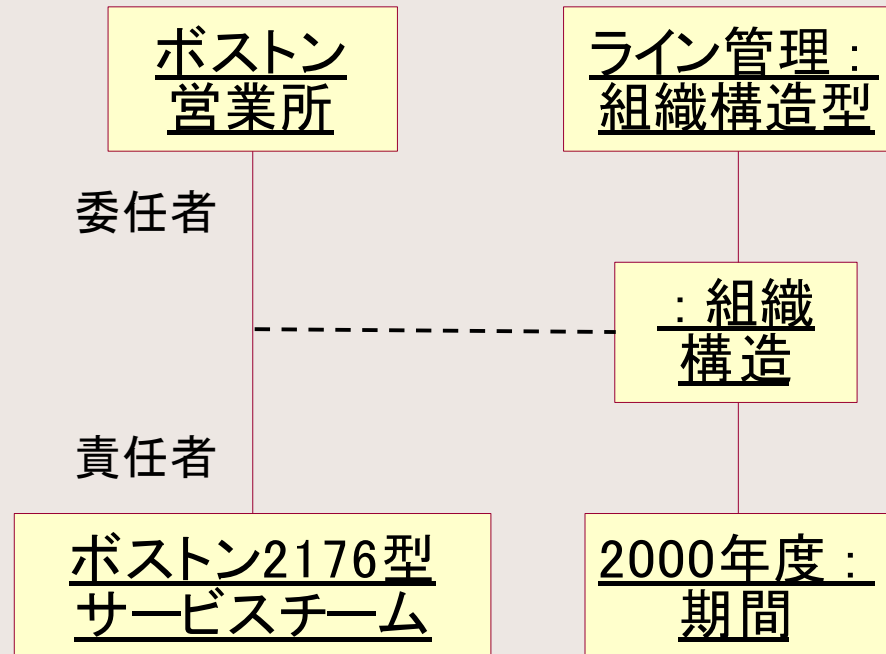 ボストン
営業所
ライン管理：
組織構造型
委任者
：組織
構造
責任者
ボストン2176型
サービスチーム
2000年度：
期間